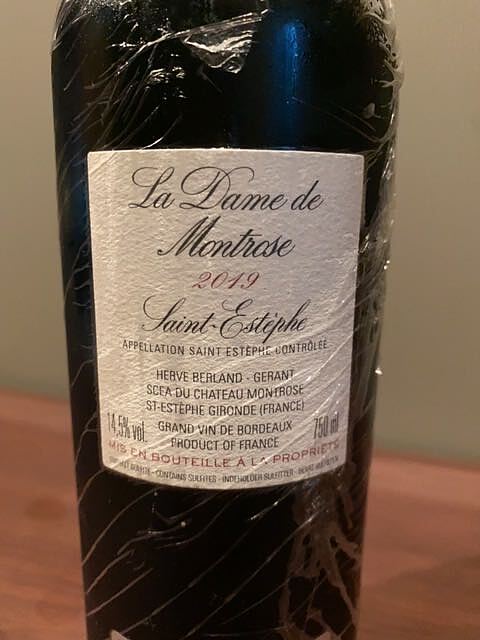 La Dame de
Montrose
2019
Saint-Estèphe
APPELLATION SAINT ESTÈPHE CONTRÔLÉE
HERVE BERLAND - GERANT
SCEA DU CHATEAU MONTROSE
ST-ESTÈPHE GIRONDE (FRANCE)
14,5% vol. GRAND VIN DE BORDEAUX 750 ml
PRODUCT OF FRANCE
MIS EN BOUTEILLE À LA PROPRIETE
- CONTAINS SULFITES -